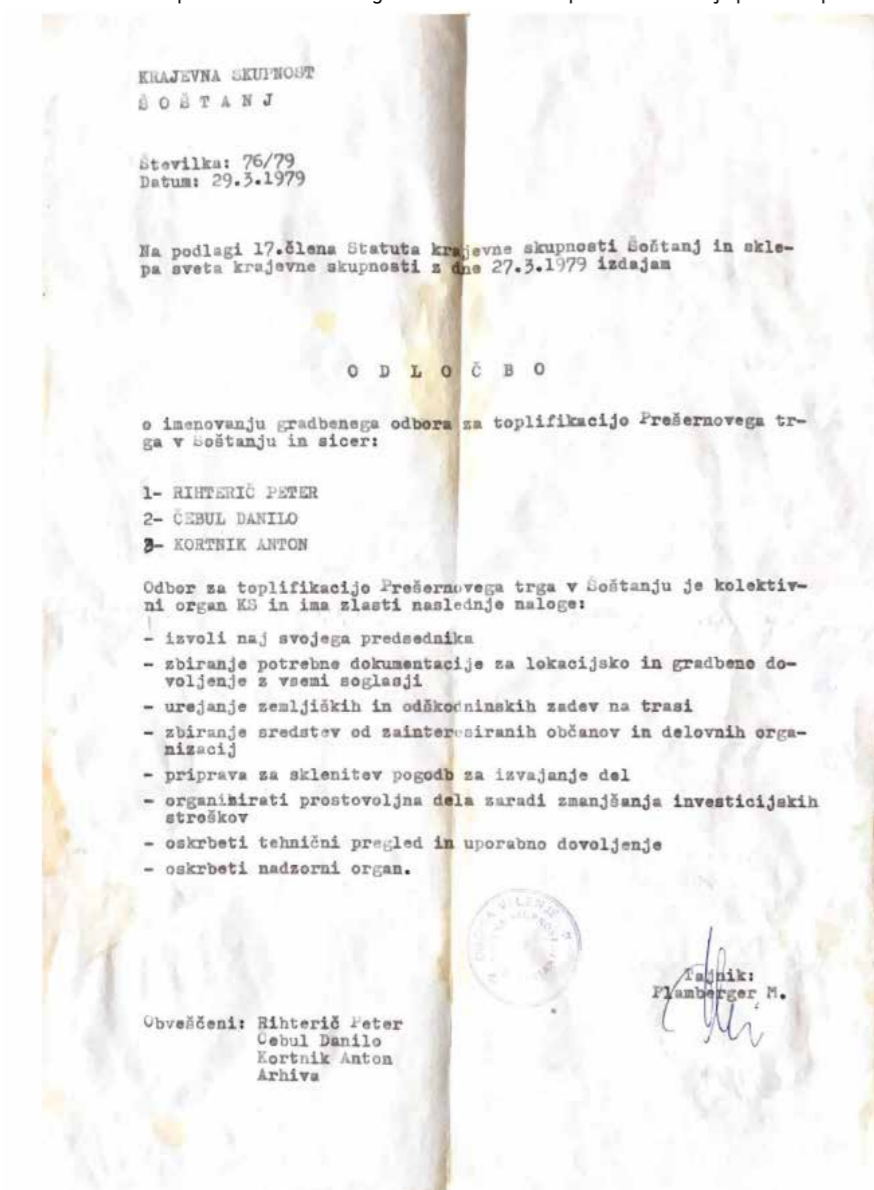 KRAJEVNA SKUPNOST
ŠOŠTANJ
Številka: 76/79
Datum: 29.3.1979
Na podlagi 17.člena Statuta krajevne skupnosti Šoštanj in skle-
pa sveta krajevne skupnosti z dne 27.3.1979 izdajam
O D L O Č B O
o imenovanju gradbenega odbora za toplifikacijo Prešernovega tr-
ga v Šoštanju in sicer:
1- RIHTERIČ PETER
2- ČEBUL DANILO
3- KORTNIK ANTON
Odbor za toplifikacijo Prešernovega trga v Šoštanju je kolektiv-
ni organ KS in ima zlasti naslednje naloge:
- izvoli naj svojega predsednika
- zbiranje potrebne dokumentacije za lokacijsko in gradbeno do-
voljenje z vsemi soglasji
- urejanje zemljiških in odškodninskih zadev na trasi
- zbiranje sredstev od zainteresiranih občanov in delovnih orga-
nizacij
- priprava za sklenitev pogodb za izvajanje del
- organizirati prostovoljna dela zaradi zmanjšanja investicijskih
stroškov
- oskrbeti tehnični pregled in uporabno dovoljenje
- oskrbeti nadzorni organ.
VELENJE
Tajnik:
Plamberger M.
Obveščeni: Rihterič Peter
Čebul Danilo
Kortnik Anton
Arhiva